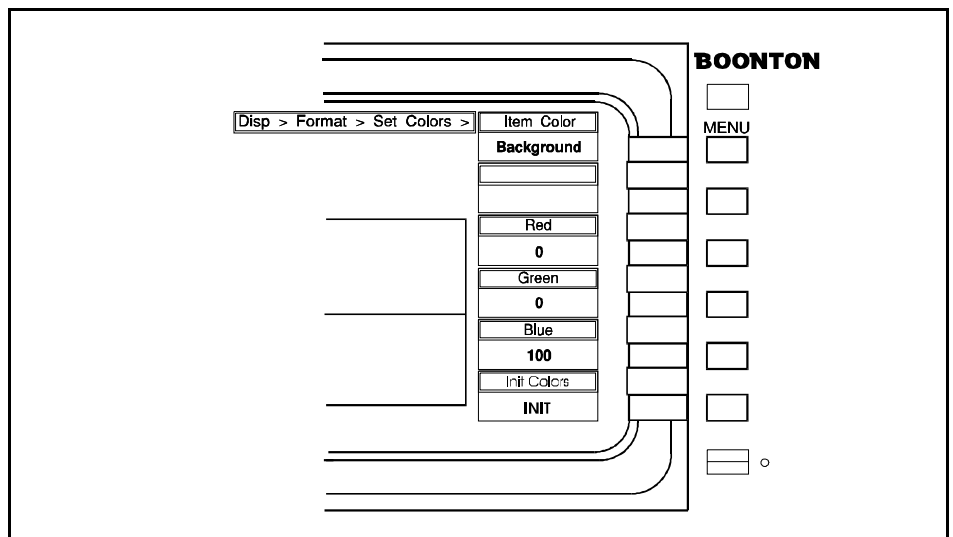 BOONTON
Disp > Format > Set Colors >
Item Color
MENU
Background
Red
0
Green
0
Blue
100
Init Colors
INIT